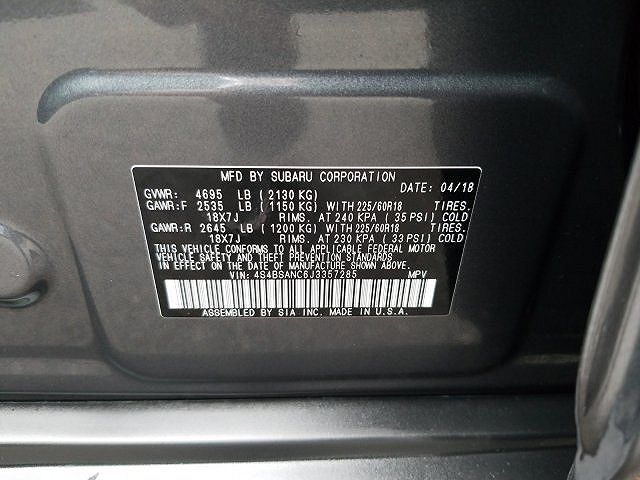 MFD BY SUBARU CORPORATION
GVWR: 4695 LB (2130 KG) DATE: 04/18
GAWR:F 2535 LB (1150 KG) WITH 225/60R18 TIRES.
18X7J RIMS. AT 240 KPA (35 PSI) COLD
GAWR:R 2645 LB (1200 KG) WITH 225/60R18 TIRES.
18X7J RIMS. AT 230 KPA (33 PSI) COLD
THIS VEHICLE CONFORMS TO ALL APPLICABLE FEDERAL MOTOR
VEHICLE SAFETY AND THEFT PREVENTION STANDARDS
IN EFFECT ON THE DATE OF MANUFACTURE SHOWN ABOVE.
VIN: 4S4BSANC6J3357285 MPV
ASSEMBLED BY SIA INC. MADE IN U.S.A.